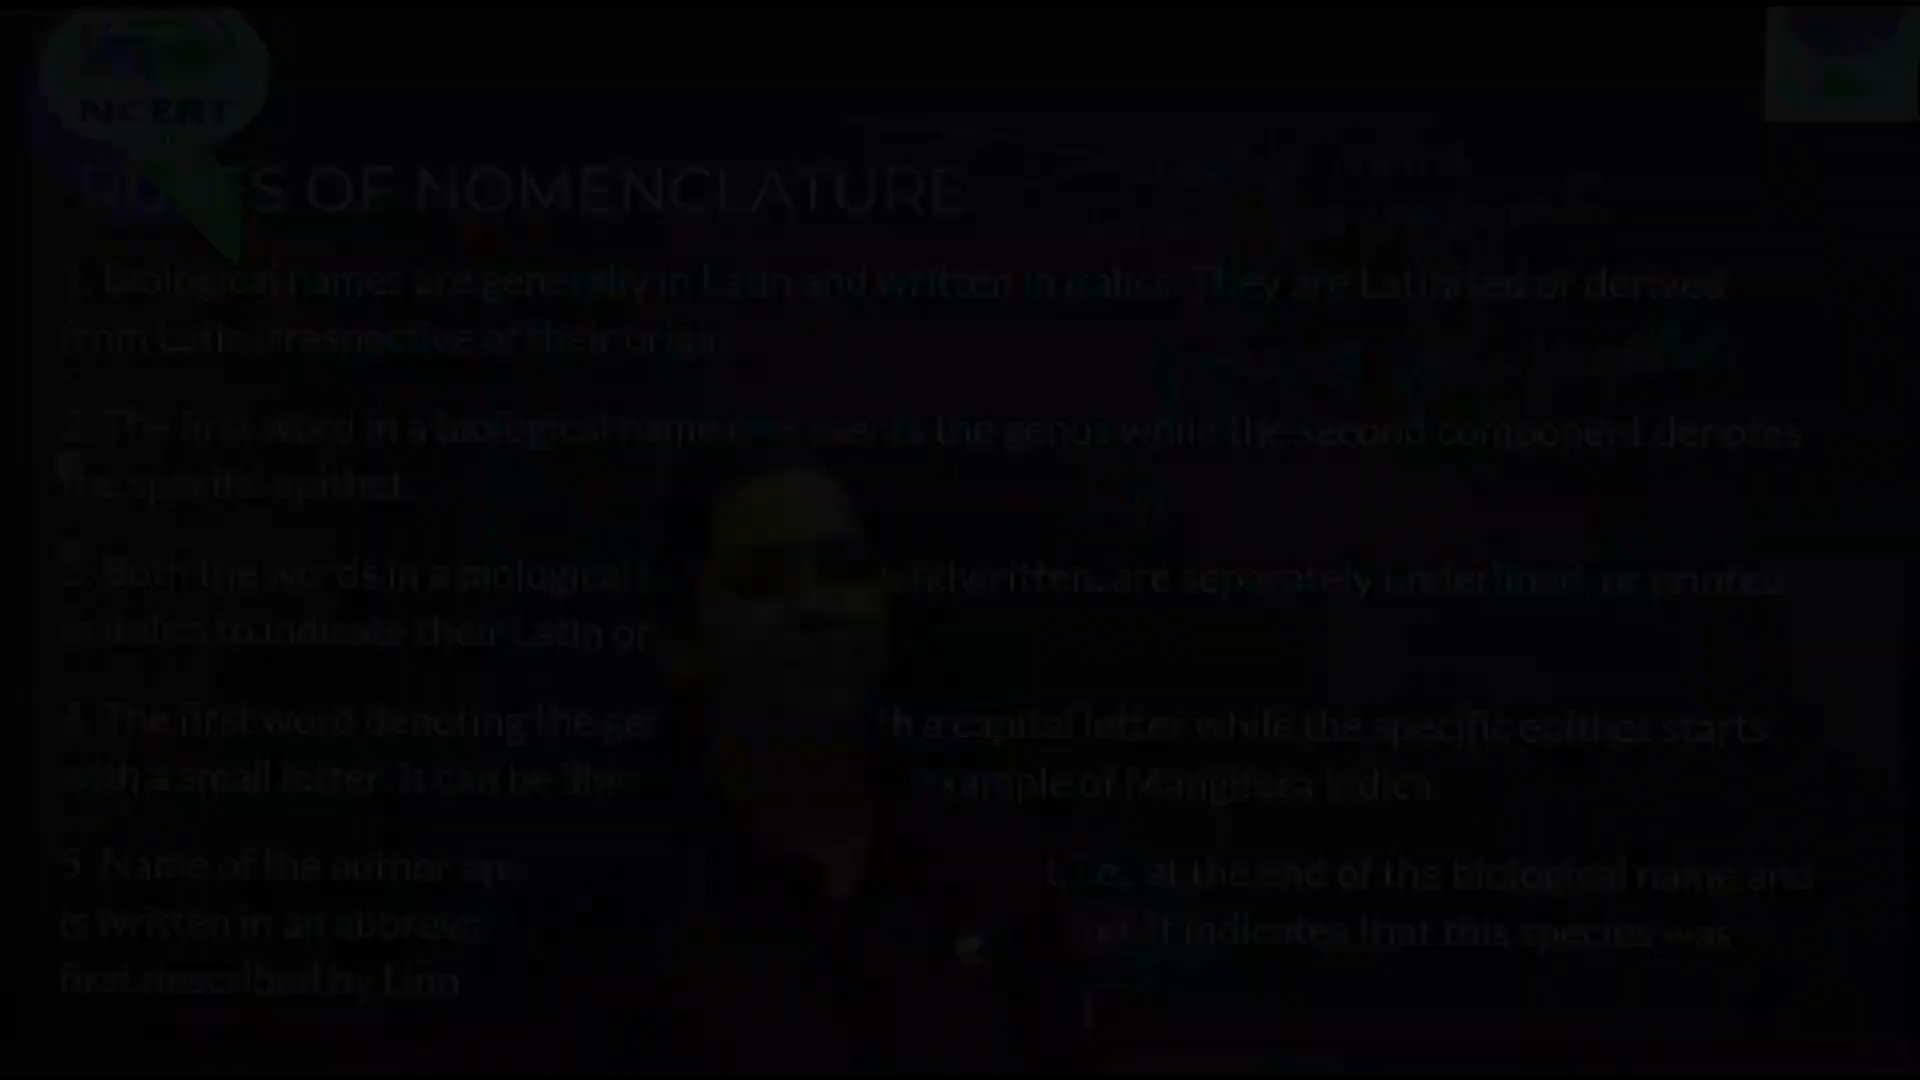 NCERT
RULES OF NOMENCLATURE
1. Biological names are generally in Latin and written in italics. They are Latinised or derived
from Latin irrespective of their origin
2. The first word in a biological name represents the genus while the second component denotes
the specific epithet
3. Both the words in a biological handwritten, are separately underlined, or printed
in italics to indicate their Latin or
4. The first word denoting the ge th a capital letter while the specific epithet starts
with a small letter. It can be illus example of Mangifera indica.
5. Name of the author ap i.e., at the end of the biological name and
is written in an abbrevi It indicates that this species was
first described by Linn